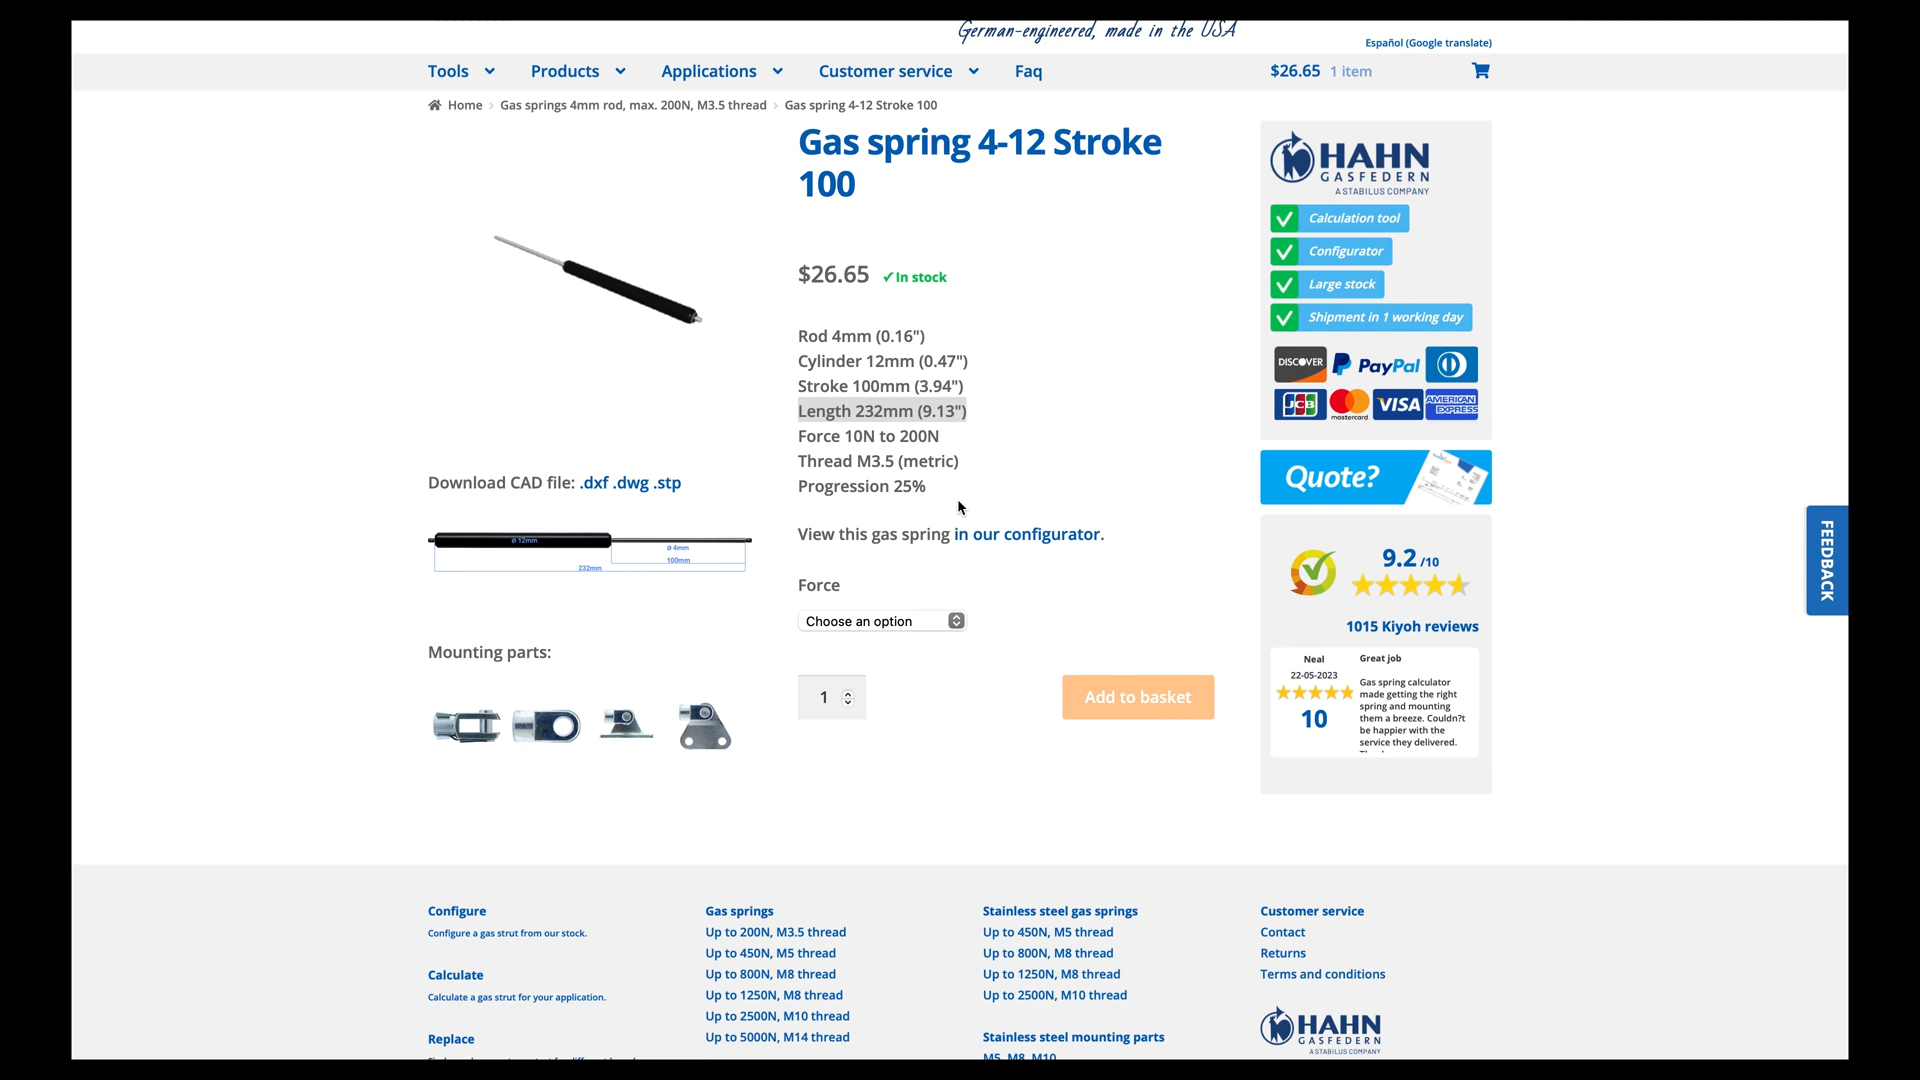 German-engineered, made in the USA
Español (Google translate)
Tools
Products
Applications
Customer service
Faq
$26.65 1 item
Home › Gas springs 4mm rod, max. 200N, M3.5 thread › Gas spring 4-12 Stroke 100
Gas spring 4-12 Stroke
100
$26.65 ✓ In stock
Rod 4mm (0.16")
Cylinder 12mm (0.47")
Stroke 100mm (3.94")
Length 232mm (9.13")
Force 10N to 200N
Thread M3.5 (metric)
Progression 25%
View this gas spring in our configurator.
Force
Choose an option
1
Add to basket
Download CAD file: .dxf .dwg .stp
ø 12mm
ø 4mm
100mm
232mm
Mounting parts:
HAHN
GASFEDERN
A STABILUS COMPANY
Calculation tool
Configurator
Large stock
Shipment in 1 working day
DISCOVER
PayPal
JCB
mastercard
VISA
AMERICAN
EXPRESS
Quote?
9.2 /10
1015 Kiyoh reviews
Neal
22-05-2023
10
Great job
Gas spring calculator
made getting the right
spring and mounting
them a breeze. Couldn?t
be happier with the
service they delivered.
FEEDBACK
Configure
Configure a gas strut from our stock.
Calculate
Calculate a gas strut for your application.
Replace
Gas springs
Up to 200N, M3.5 thread
Up to 450N, M5 thread
Up to 800N, M8 thread
Up to 1250N, M8 thread
Up to 2500N, M10 thread
Up to 5000N, M14 thread
Stainless steel gas springs
Up to 450N, M5 thread
Up to 800N, M8 thread
Up to 1250N, M8 thread
Up to 2500N, M10 thread
Stainless steel mounting parts
M5, M8, M10
Customer service
Contact
Returns
Terms and conditions
HAHN
GASFEDERN
A STABILUS COMPANY